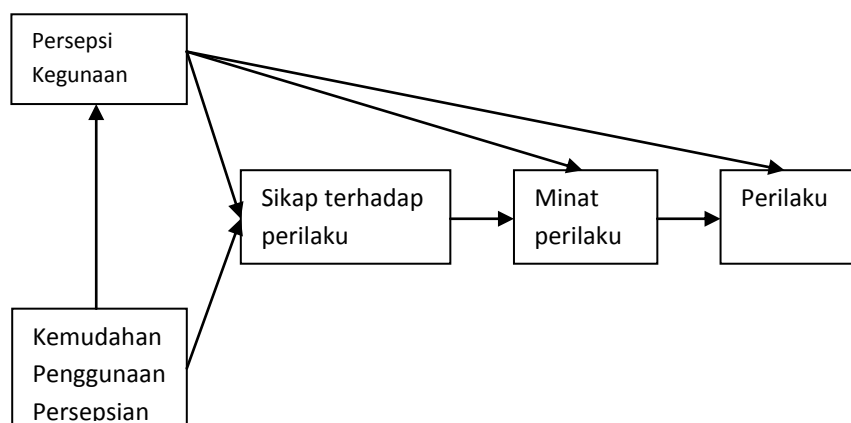 Persepsi
Kegunaan
Sikap terhadap
perilaku
Minat
perilaku
Perilaku
Kemudahan
Penggunaan
Persepsian